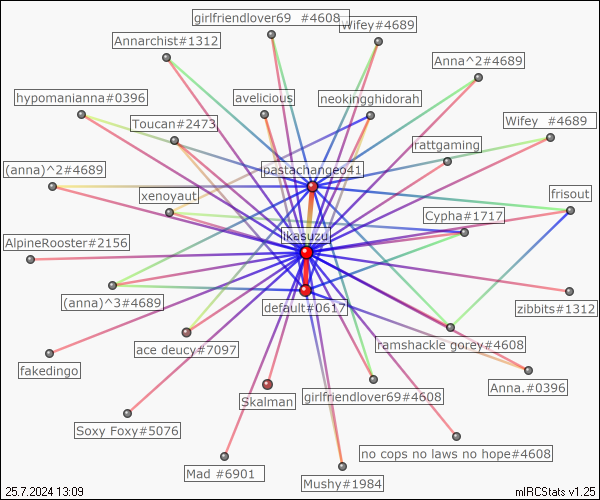 girlfriendlover69 #4608
Wifey#4689
Annarchist#1312
Anna^2#4689
hypomanianna#0396
avelicious
neokingghidorah
Toucan#2473
Wifey #4689
rattgaming
(anna)^2#4689
pastachangeo41
xenoyaut
frisout
Cypha#1717
ikasuzu
AlpineRooster#2156
(anna)^3#4689
default#0617
zibbits#1312
ramshackle gorey#4608
ace deucy#7097
fakedingo
Anna.#0396
Skalman
girlfriendlover69#4608
Soxy Foxy#5076
no cops no laws no hope#4608
Mad #6901
Mushy#1984
25.7.2024 13:09
mIRCStats v1.25